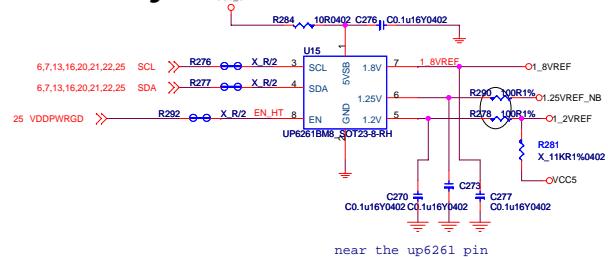 R284 10R0402 C276 C0.1u16Y0402
U15
1
6,7,13,16,20,21,22,25 SCL R276 X_R/2 3 SCL 5VSB 1.8V 7 1_8VREF 1_8VREF
6,7,13,16,20,21,22,25 SDA R277 X_R/2 4 SDA
1.25V 6 R290 100R1% 1.25VREF_NB
25 VDDPWRGD R292 X_R/2 EN_HT 8 EN GND 1.2V 5 R278 100R1% 1_2VREF
UP6261BM8_SOT23-8-RH
2
R281
X_11KR1%0402
VCC5
C270 C0.1u16Y0402
C273 C0.1u16Y0402
C277 C0.1u16Y0402
near the up6261 pin